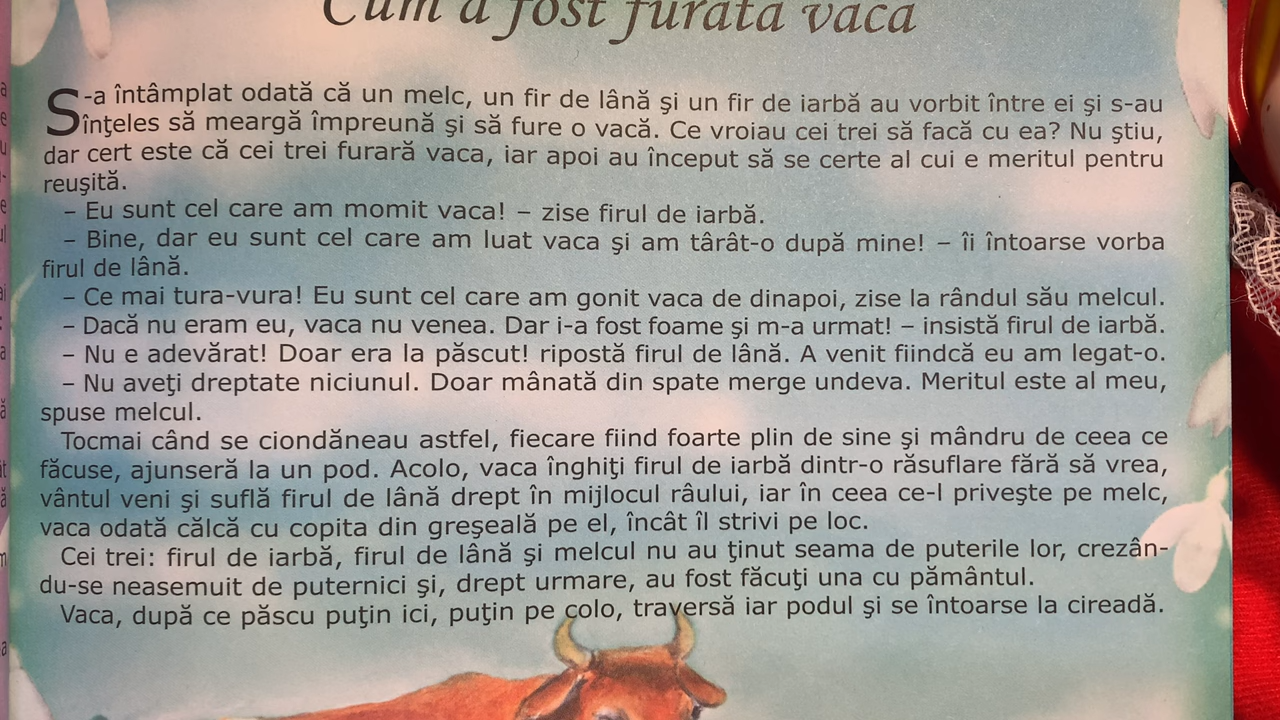 Cum a fost furată vaca
S-a întâmplat odată că un melc, un fir de lână şi un fir de iarbă au vorbit între ei şi s-au
înţeles să meargă împreună şi să fure o vacă. Ce vroiau cei trei să facă cu ea? Nu ştiu,
dar cert este că cei trei furară vaca, iar apoi au început să se certe al cui e meritul pentru
reuşită.
– Eu sunt cel care am momit vaca! – zise firul de iarbă.
– Bine, dar eu sunt cel care am luat vaca şi am târât-o după mine! – îi întoarse vorba
firul de lână.
– Ce mai tura-vura! Eu sunt cel care am gonit vaca de dinapoi, zise la rândul său melcul.
– Dacă nu eram eu, vaca nu venea. Dar i-a fost foame şi m-a urmat! – insistă firul de iarbă.
– Nu e adevărat! Doar era la păscut! ripostă firul de lână. A venit fiindcă eu am legat-o.
– Nu aveţi dreptate niciunul. Doar mânată din spate merge undeva. Meritul este al meu,
spuse melcul.
Tocmai când se ciondăneau astfel, fiecare fiind foarte plin de sine şi mândru de ceea ce
făcuse, ajunseră la un pod. Acolo, vaca înghiţi firul de iarbă dintr-o răsuflare fără să vrea,
vântul veni şi suflă firul de lână drept în mijlocul râului, iar în ceea ce-l priveşte pe melc,
vaca odată călcă cu copita din greşeală pe el, încât îl strivi pe loc.
Cei trei: firul de iarbă, firul de lână şi melcul nu au ţinut seama de puterile lor, crezân-
du-se neasemuit de puternici şi, drept urmare, au fost făcuţi una cu pământul.
Vaca, după ce păscu puţin ici, puţin pe colo, traversă iar podul şi se întoarse la cireadă.